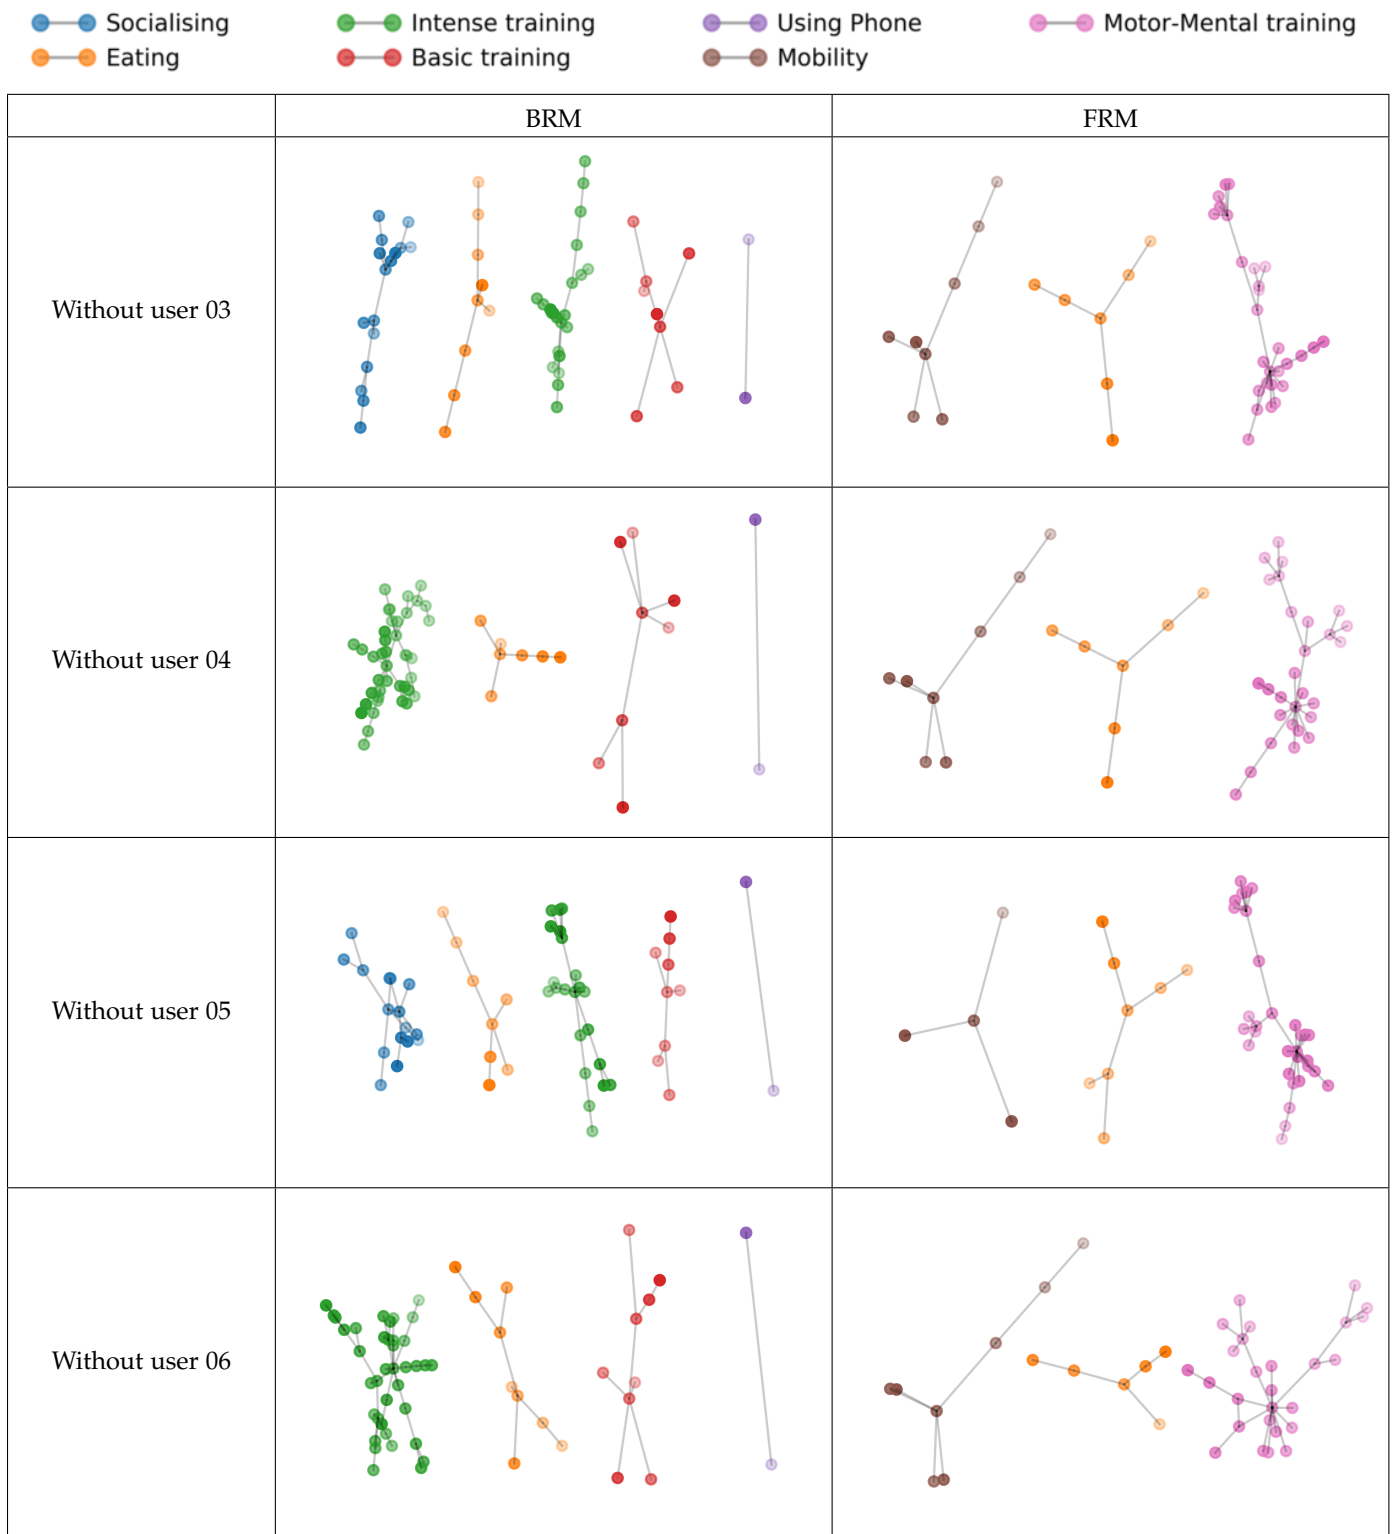 Socialising Intense training Using Phone Motor-Mental training
Eating Basic training Mobility
BRM FRM
Without user 03
Without user 04
Without user 05
Without user 06